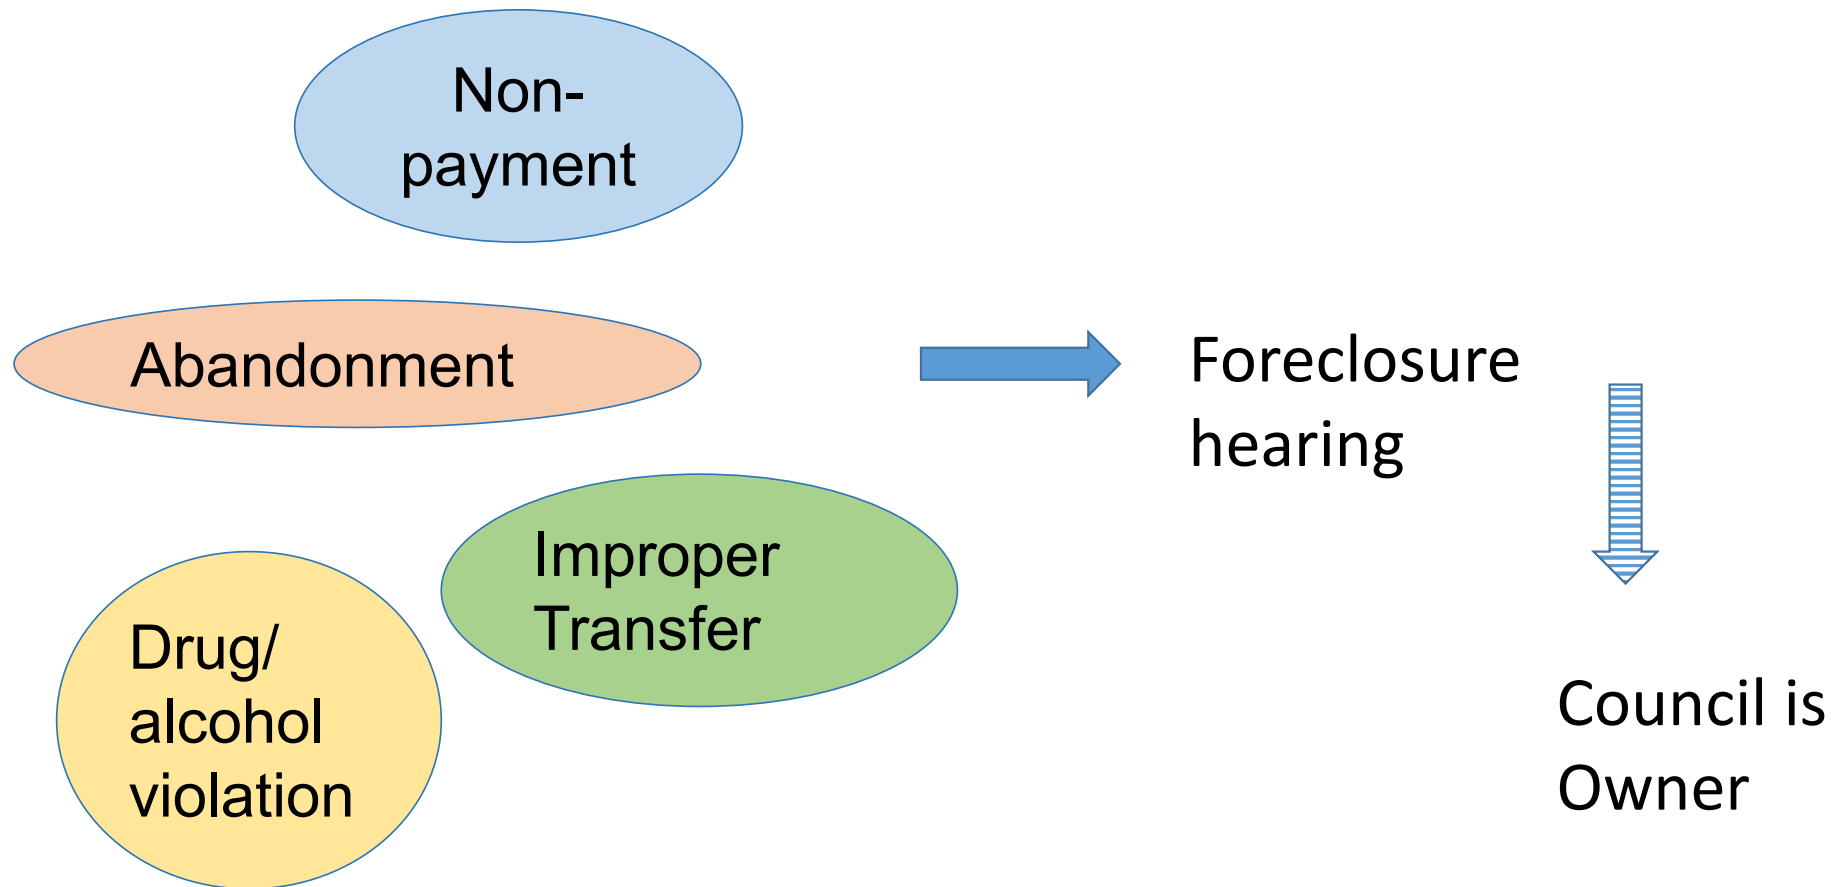 Non-
payment
Abandonment
Improper
Transfer
Drug/
alcohol
violation
Foreclosure
hearing
Council is
Owner